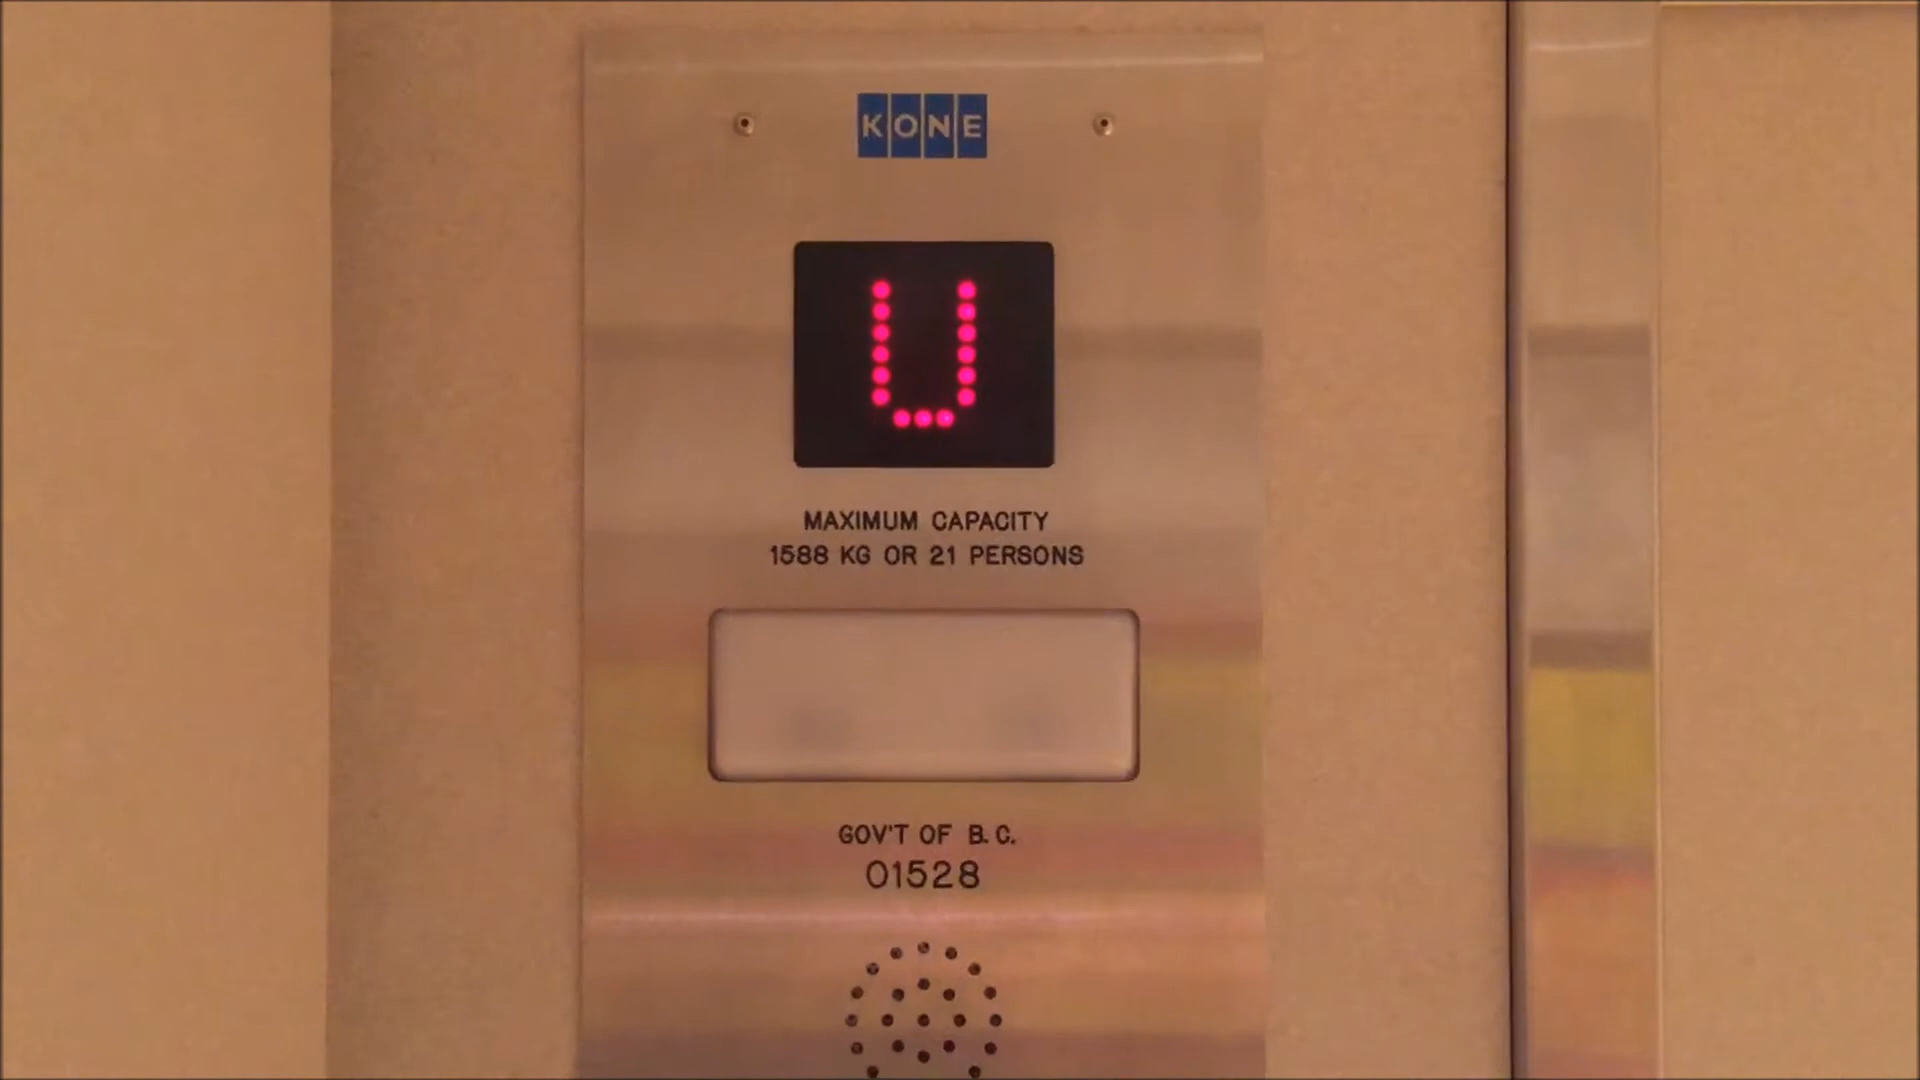 KONE
U
MAXIMUM CAPACITY
1588 KG OR 21 PERSONS
GOV'T OF B.C.
01528